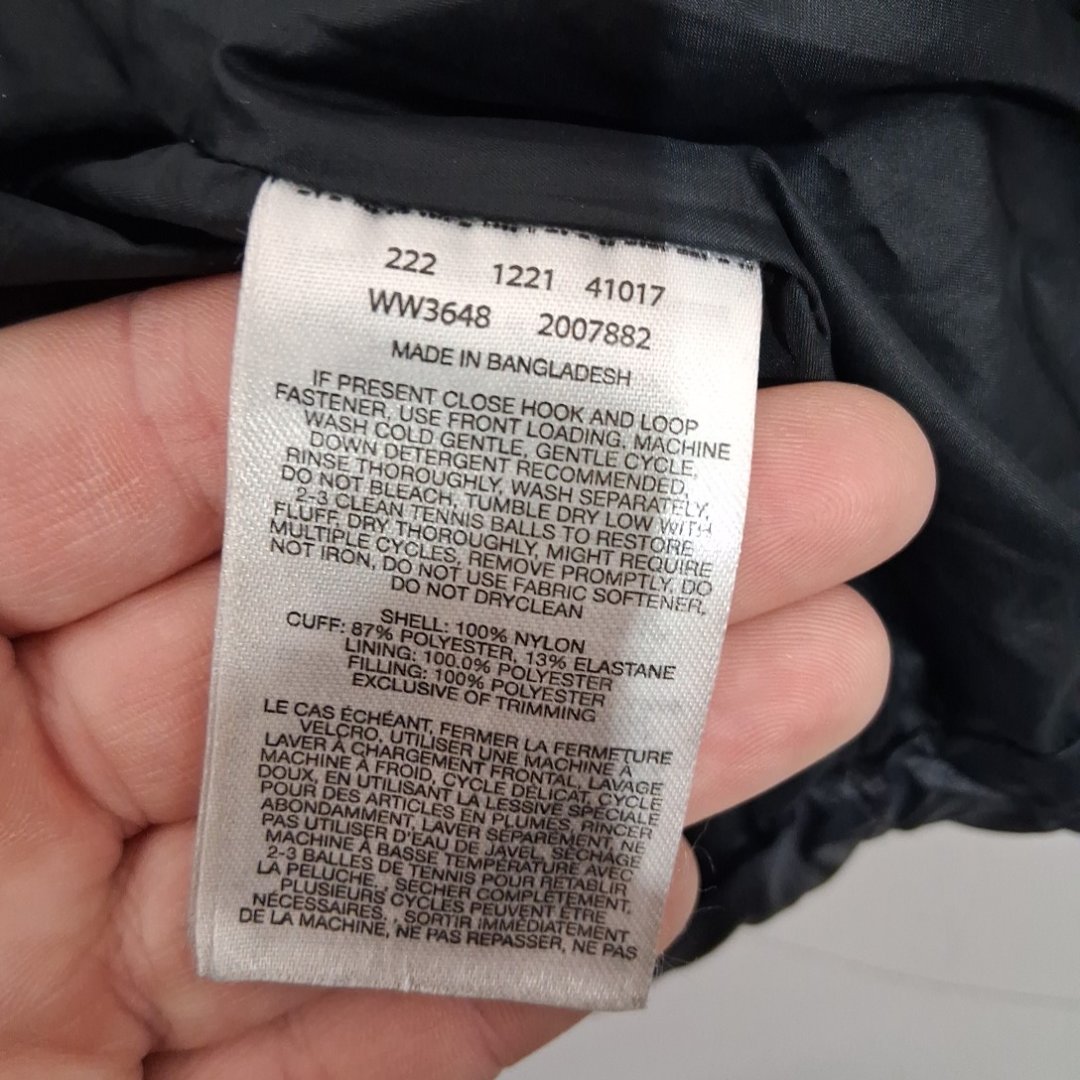 222 1221 41017
WW3648 2007882
MADE IN BANGLADESH
IF PRESENT CLOSE HOOK AND LOOP
FASTENER, USE FRONT LOADING. MACHINE
WASH COLD GENTLE, GENTLE CYCLE,
DOWN DETERGENT RECOMMENDED,
RINSE THOROUGHLY, WASH SEPARATELY,
DO NOT BLEACH, TUMBLE DRY LOW WITH
2-3 CLEAN TENNIS BALLS TO RESTORE
FLUFF, DRY THOROUGHLY, MIGHT REQUIRE
MULTIPLE CYCLES, REMOVE PROMPTLY, DO
NOT IRON, DO NOT USE FABRIC SOFTENER,
DO NOT DRYCLEAN
SHELL: 100% NYLON
CUFF: 87% POLYESTER, 13% ELASTANE
LINING: 100.0% POLYESTER
FILLING: 100% POLYESTER
EXCLUSIVE OF TRIMMING
LE CAS ÉCHÉANT, FERMER LA FERMETURE
VELCRO, UTILISER UNE MACHINE À
LAVER À CHARGEMENT FRONTAL, LAVAGE
MACHINE À FROID, CYCLE DÉLICAT, CYCLE
DOUX, EN UTILISANT LA LESSIVE SPÉCIALE
POUR DES ARTICLES EN PLUMES, RINCER
ABONDAMMENT, LAVER SÉPARÉMENT, NE
PAS UTILISER D'EAU DE JAVEL, SÉCHAGE
MACHINE À BASSE TEMPÉRATURE AVEC
2-3 BALLES DE TENNIS POUR RETABLIR
LA PELUCHE , SÉCHER COMPLÈTEMENT,
PLUSIEURS CYCLES PEUVENT ÊTRE
NÉCESSAIRES, SORTIR IMMÉDIATEMENT
DE LA MACHINE, NE PAS REPASSER, NE PAS